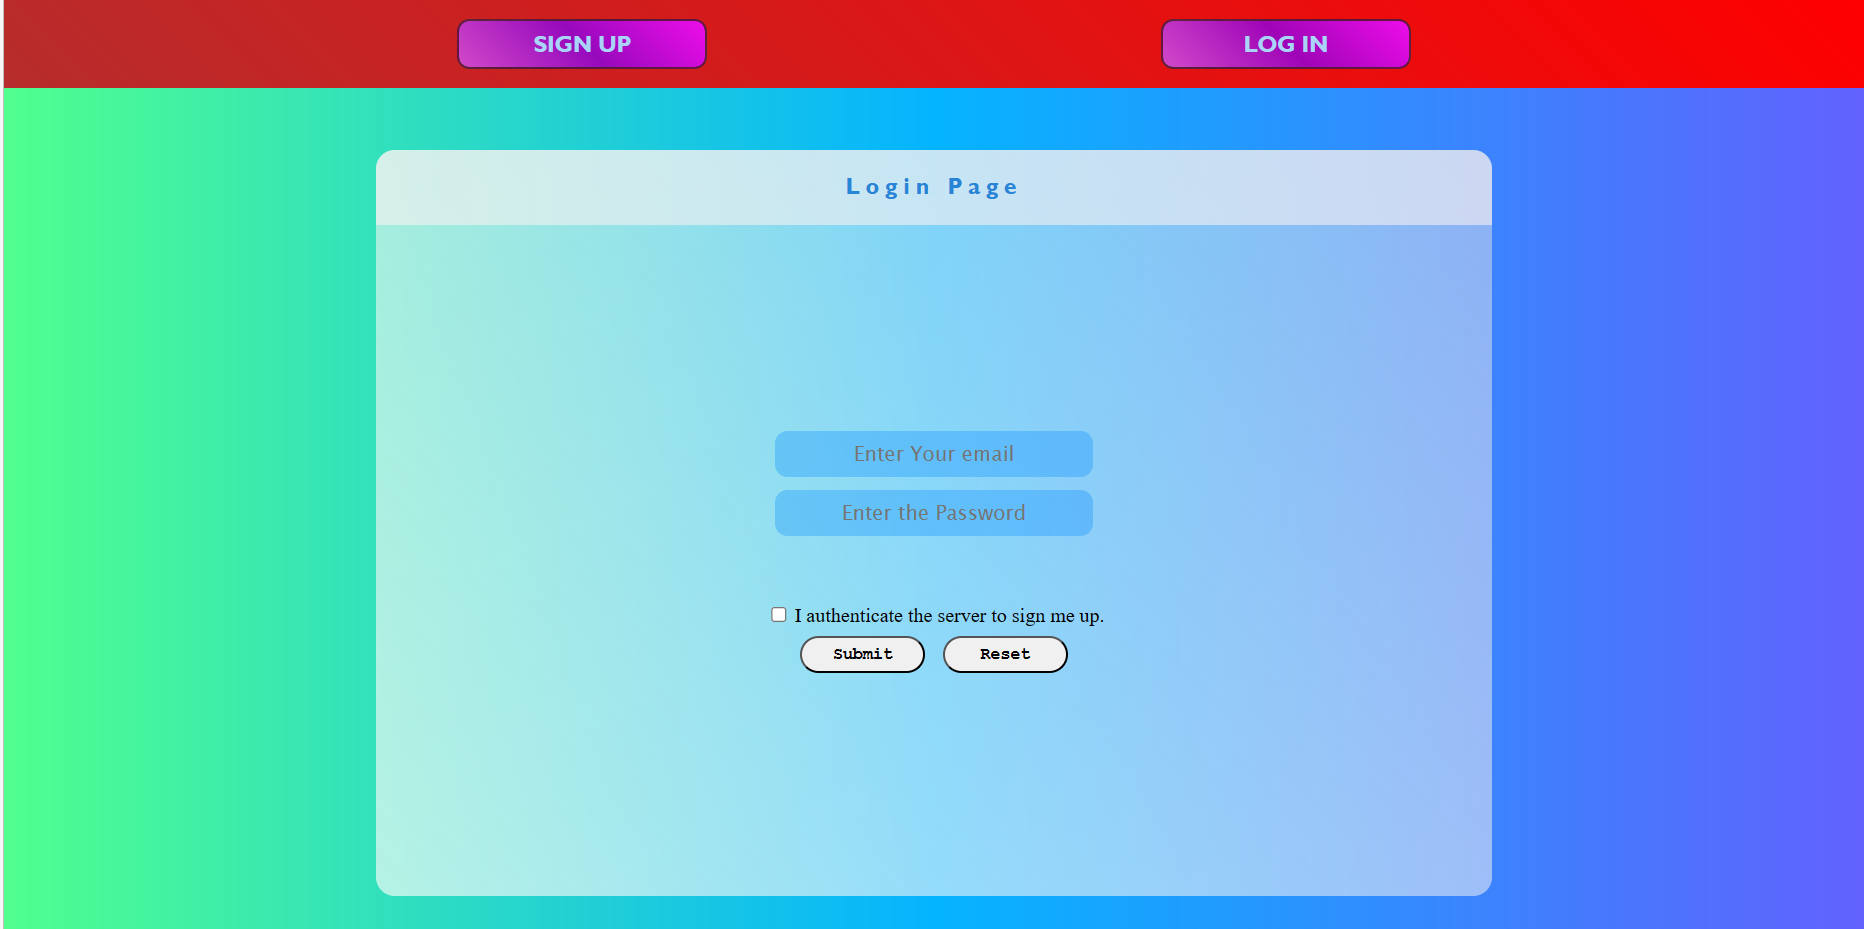 SIGN UP
LOG IN
Login Page
Enter Your email
Enter the Password
I authenticate the server to sign me up.
Submit
Reset